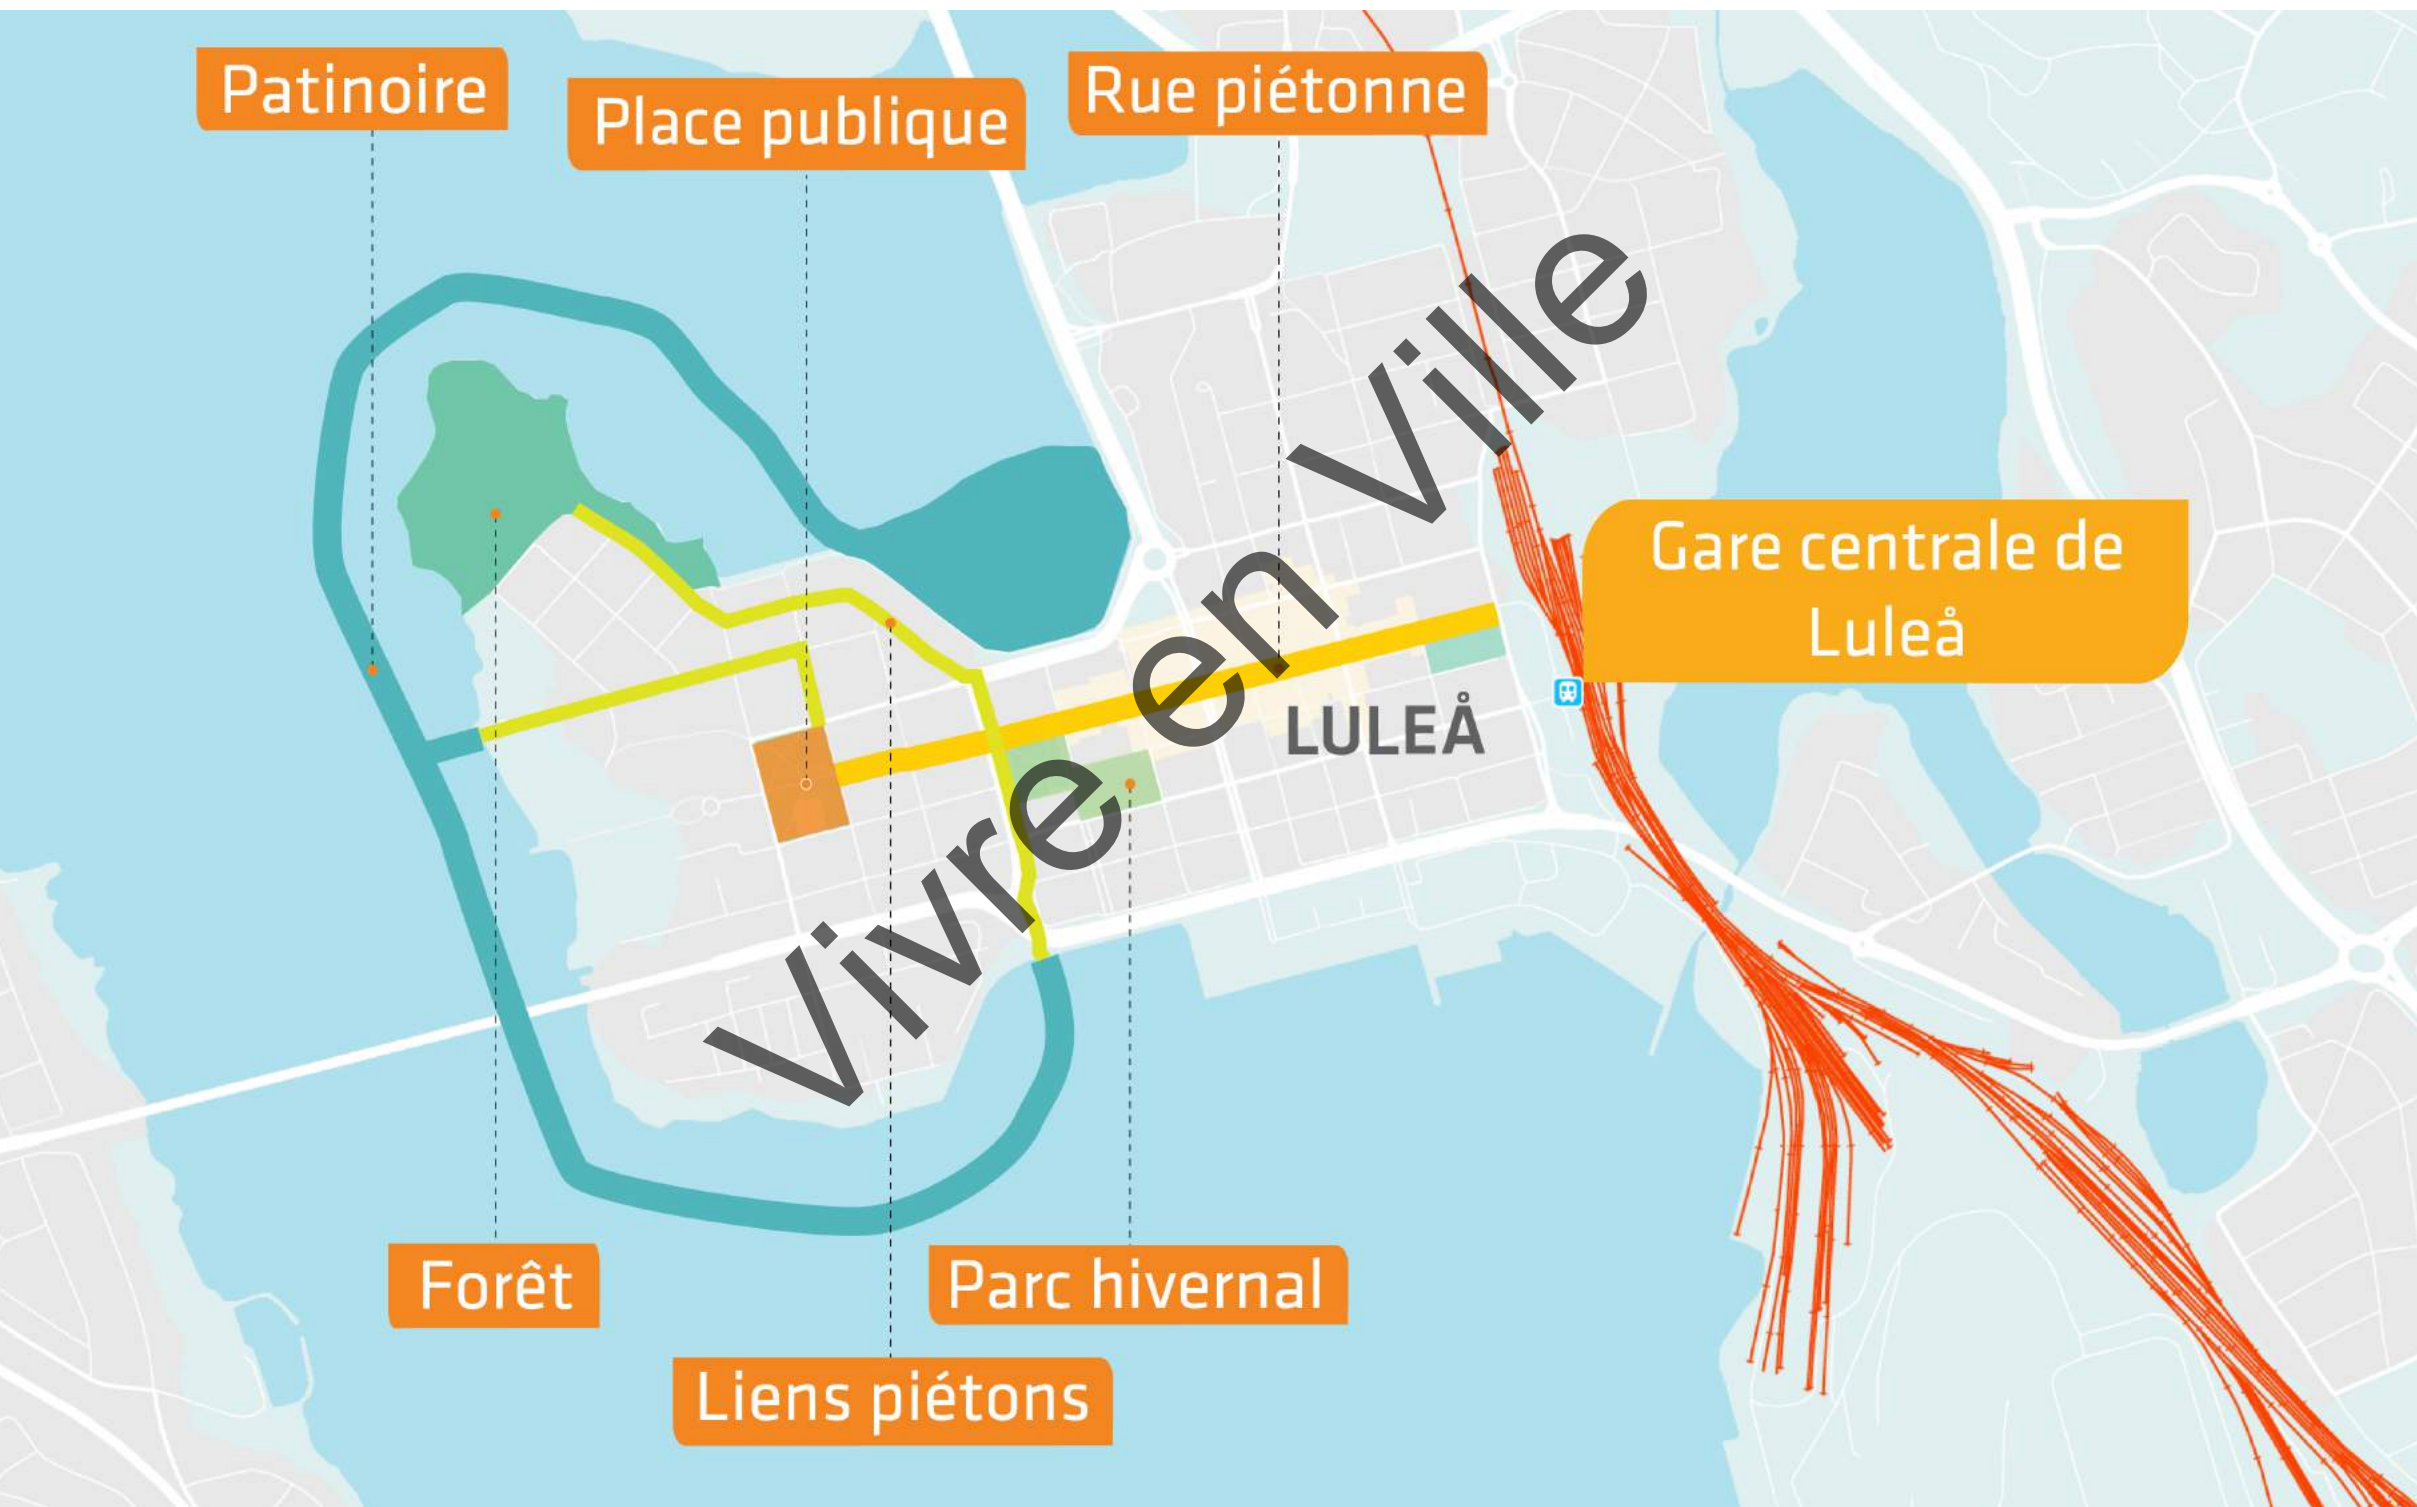 Patinoire
Place publique
Rue piétonne
Gare centrale de
Luleå
LULEÅ
Vivre en Ville
Forêt
Parc hivernal
Liens piétons